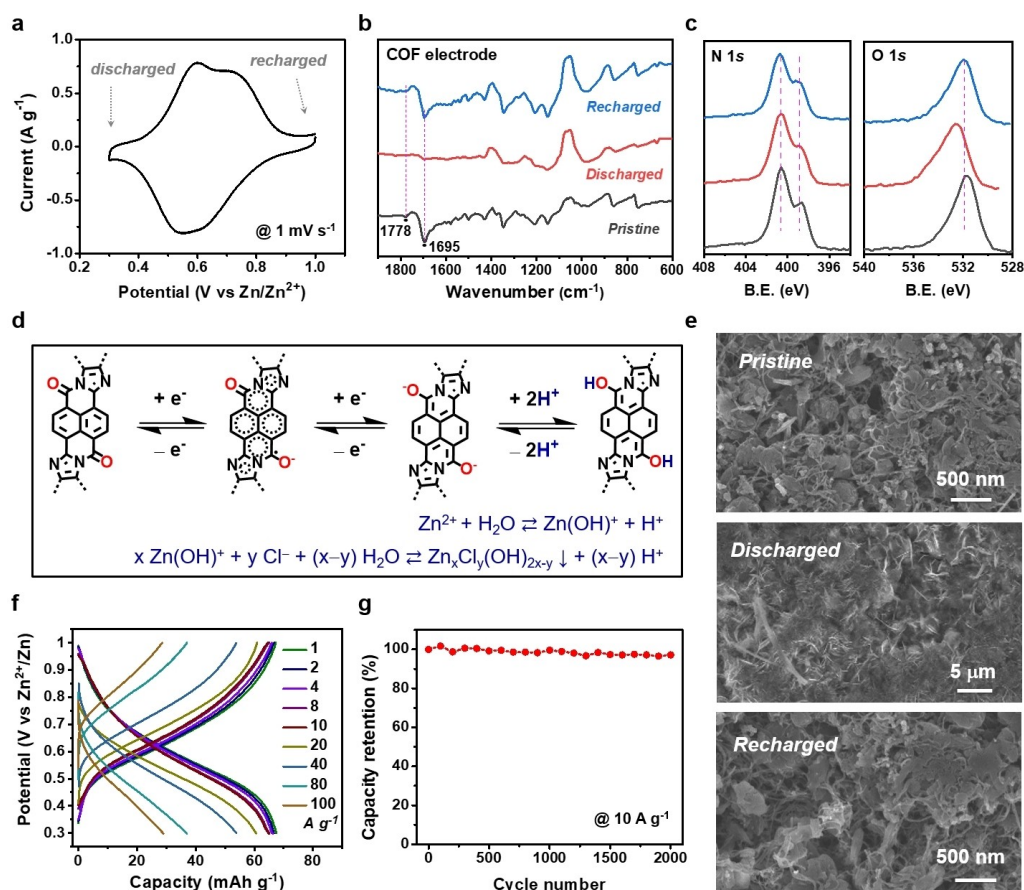 a
1.0
0.5
0.0
-0.5
-1.0
Current (A g⁻¹)
discharged
recharged
@ 1 mV s⁻¹
0.2 0.4 0.6 0.8 1.0
Potential (V vs Zn/Zn²⁺)
b
COF electrode
Recharged
Discharged
Pristine
1778
1695
1800 1600 1400 1200 1000 800 600
Wavenumber (cm⁻¹)
c
N 1s
408 404 400 396
B.E. (eV)
O 1s
540 536 532 528
B.E. (eV)
d
O N N
N N O
+ e⁻
– e⁻
O N N
N N O⁻
+ e⁻
– e⁻
⁻O N N
N N O⁻
+ 2H⁺
– 2H⁺
HO N N
N N OH
Zn²⁺ + H₂O ⇄ Zn(OH)⁺ + H⁺
x Zn(OH)⁺ + y Cl⁻ + (x–y) H₂O ⇄ ZnₓClᵧ(OH)₂ₓ₋ᵧ ↓ + (x–y) H⁺
e
Pristine
500 nm
Discharged
5 μm
Recharged
500 nm
f
1.0
0.9
0.8
0.7
0.6
0.5
0.4
0.3
Potential (V vs Zn²⁺/Zn)
1
2
4
8
10
20
40
80
100
A g⁻¹
0 20 40 60 80
Capacity (mAh g⁻¹)
g
100
80
60
40
20
0
Capacity retention (%)
@ 10 A g⁻¹
0 500 1000 1500 2000
Cycle number